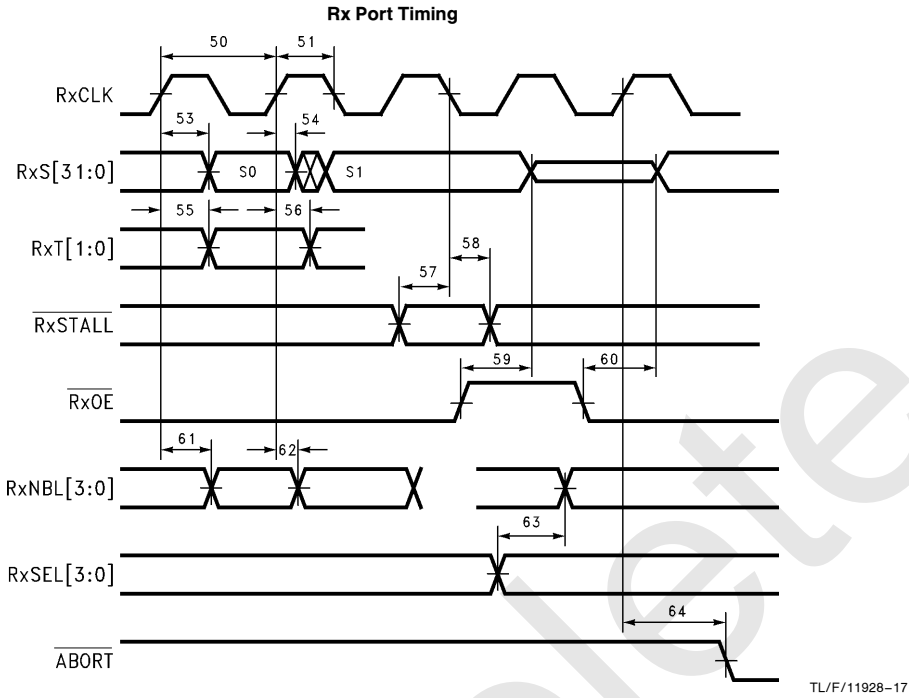 Rx Port Timing
50
51
RxCLK
53
54
RxS[31:0]
S0
S1
55
56
RxT[1:0]
58
57
RxSTALL
59
60
RxOE
61
62
RxNBL[3:0]
63
RxSEL[3:0]
64
ABORT
TL/F/11928–17